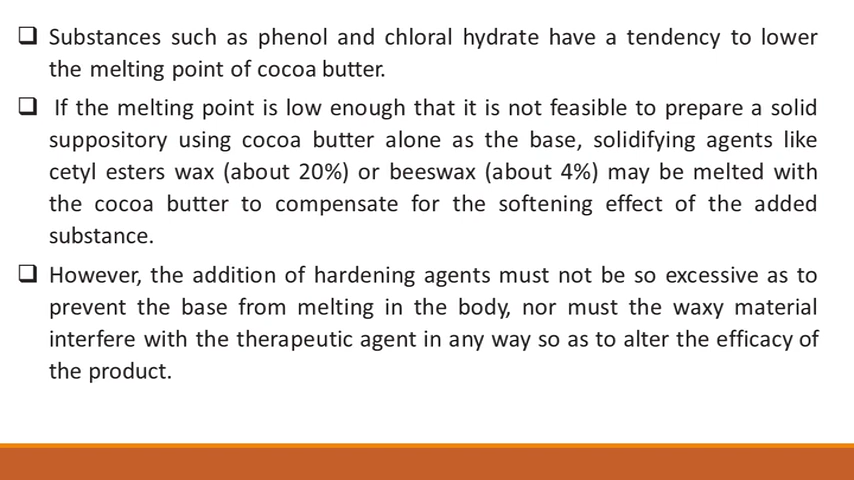 ❑ Substances such as phenol and chloral hydrate have a tendency to lower
the melting point of cocoa butter.
❑ If the melting point is low enough that it is not feasible to prepare a solid
suppository using cocoa butter alone as the base, solidifying agents like
cetyl esters wax (about 20%) or beeswax (about 4%) may be melted with
the cocoa butter to compensate for the softening effect of the added
substance.
❑ However, the addition of hardening agents must not be so excessive as to
prevent the base from melting in the body, nor must the waxy material
interfere with the therapeutic agent in any way so as to alter the efficacy of
the product.